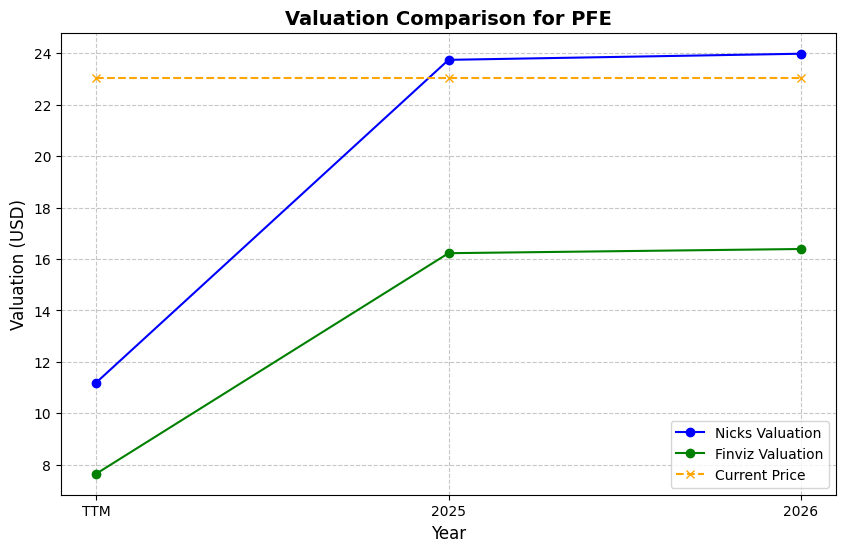 Valuation Comparison for PFE
Valuation (USD)
24
22
20
18
16
14
12
10
8
TTM
2025
2026
Year
Nicks Valuation
Finviz Valuation
Current Price